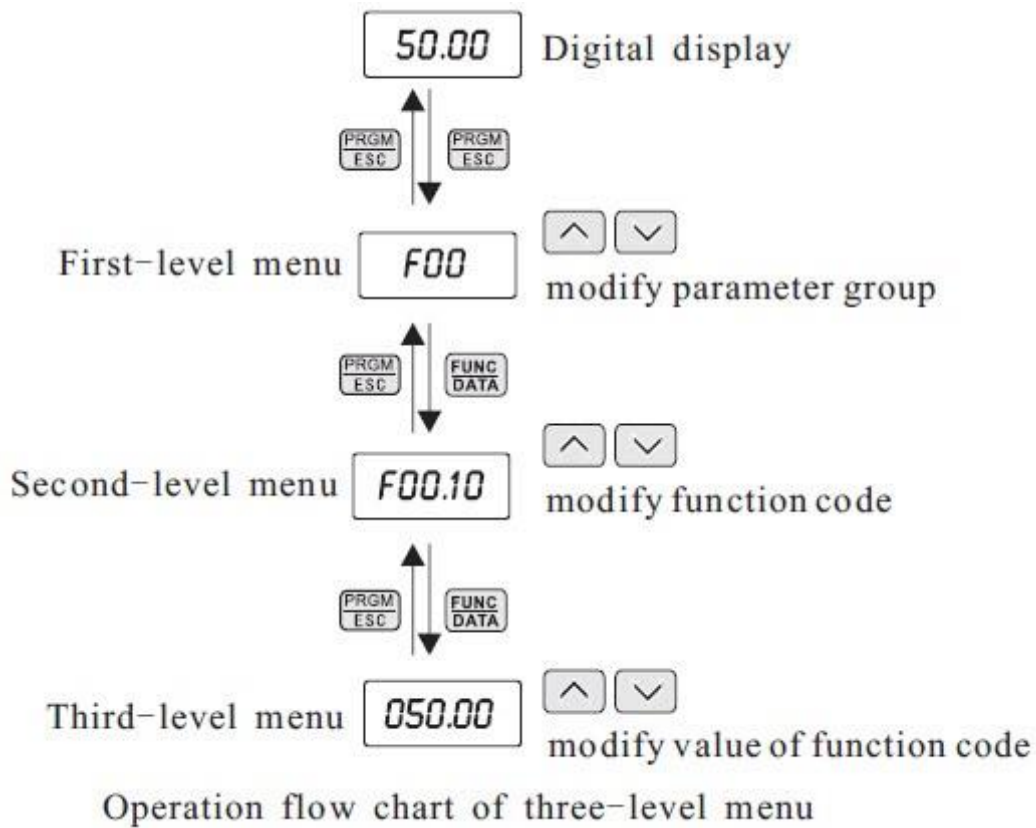 50.00 Digital display
PRGM PRGM
ESC ESC
First-level menu F00
modify parameter group
PRGM FUNC
ESC DATA
Second-level menu F00.10
modify function code
PRGM FUNC
ESC DATA
Third-level menu 050.00
modify value of function code
Operation flow chart of three-level menu